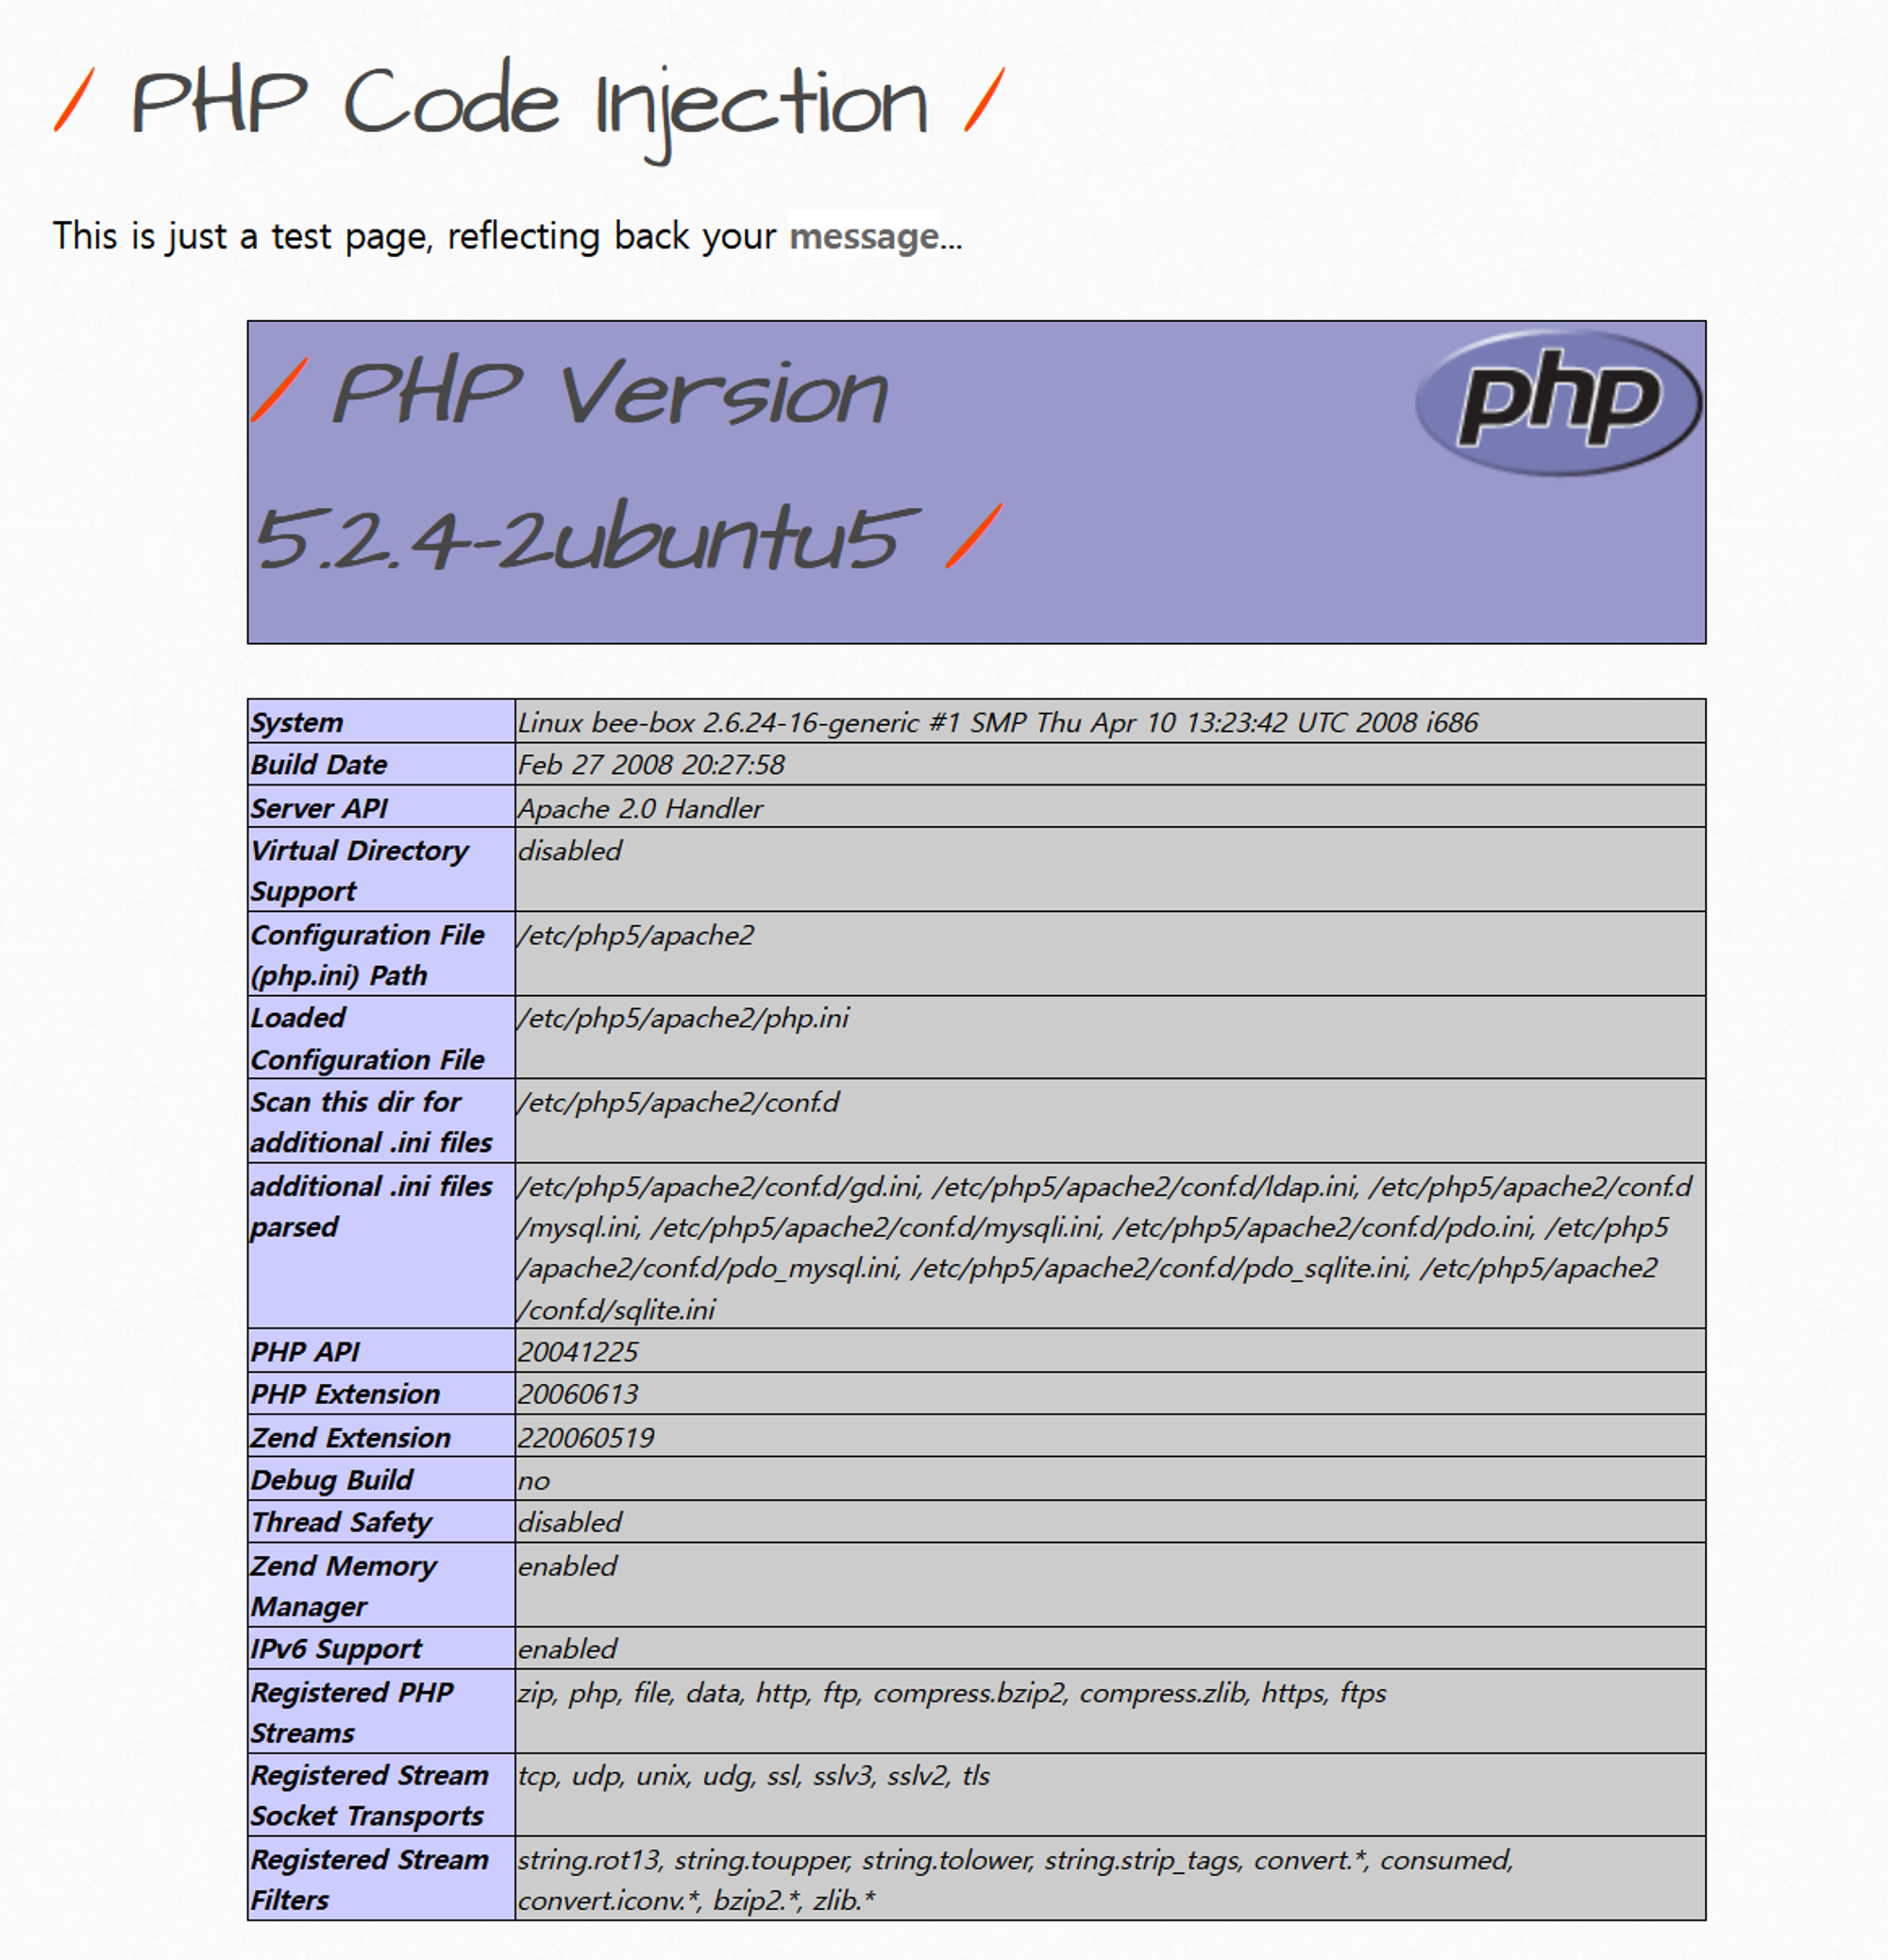 / PHP Code Injection /
This is just a test page, reflecting back your message...
/ PHP Version
php
5.2.4-2ubuntu5 /
System Linux bee-box 2.6.24-16-generic #1 SMP Thu Apr 10 13:23:42 UTC 2008 i686
Build Date Feb 27 2008 20:27:58
Server API Apache 2.0 Handler
Virtual Directory disabled
Support
Configuration File /etc/php5/apache2
(php.ini) Path
Loaded /etc/php5/apache2/php.ini
Configuration File
Scan this dir for /etc/php5/apache2/conf.d
additional .ini files
additional .ini files /etc/php5/apache2/conf.d/gd.ini, /etc/php5/apache2/conf.d/ldap.ini, /etc/php5/apache2/conf.d
parsed /mysql.ini, /etc/php5/apache2/conf.d/mysqli.ini, /etc/php5/apache2/conf.d/pdo.ini, /etc/php5
/apache2/conf.d/pdo_mysql.ini, /etc/php5/apache2/conf.d/pdo_sqlite.ini, /etc/php5/apache2
/conf.d/sqlite.ini
PHP API 20041225
PHP Extension 20060613
Zend Extension 220060519
Debug Build no
Thread Safety disabled
Zend Memory enabled
Manager
IPv6 Support enabled
Registered PHP zip, php, file, data, http, ftp, compress.bzip2, compress.zlib, https, ftps
Streams
Registered Stream tcp, udp, unix, udg, ssl, sslv3, sslv2, tls
Socket Transports
Registered Stream string.rot13, string.toupper, string.tolower, string.strip_tags, convert.*, consumed,
Filters convert.iconv.*, bzip2.*, zlib.*